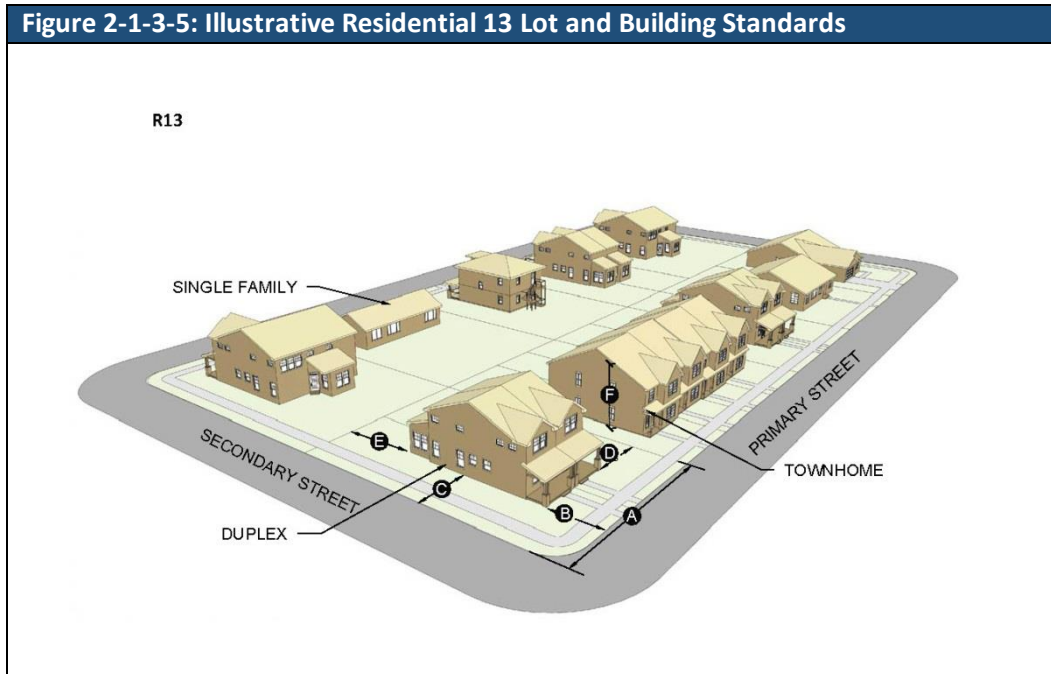 Figure 2-1-3-5: Illustrative Residential 13 Lot and Building Standards
R13
SINGLE FAMILY
F
PRIMARY STREET
E
D
TOWNHOME
SECONDARY STREET
C
B
A
DUPLEX